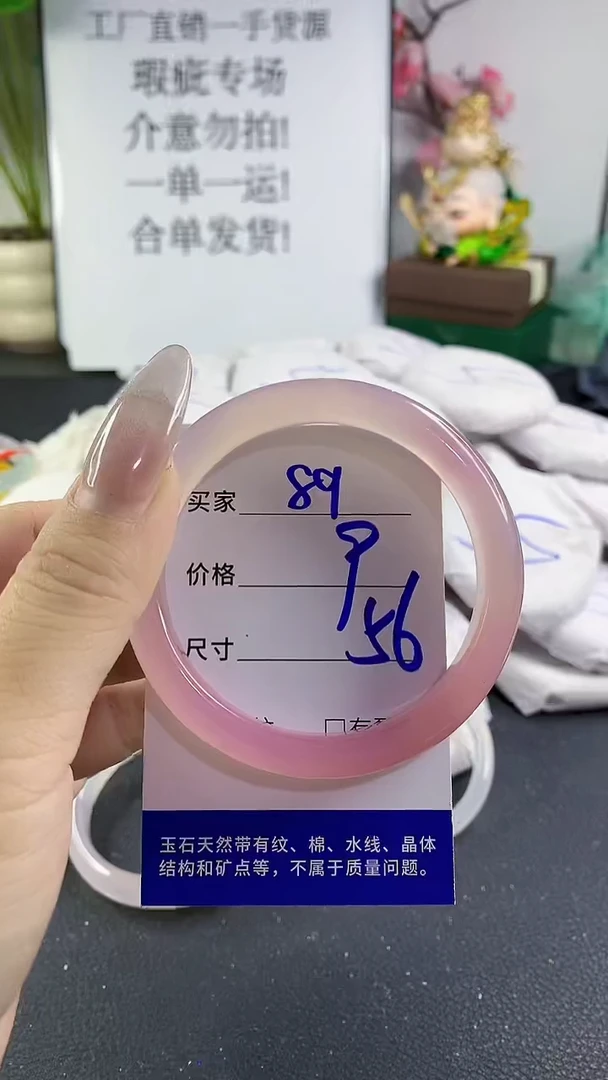 工厂直销一手货源
瑕疵专场
介意勿拍!
一单一运!
合单发货!
买家 89
价格
尺寸 56
玉石天然带有纹、棉、水线、晶体
结构和矿点等，不属于质量问题。